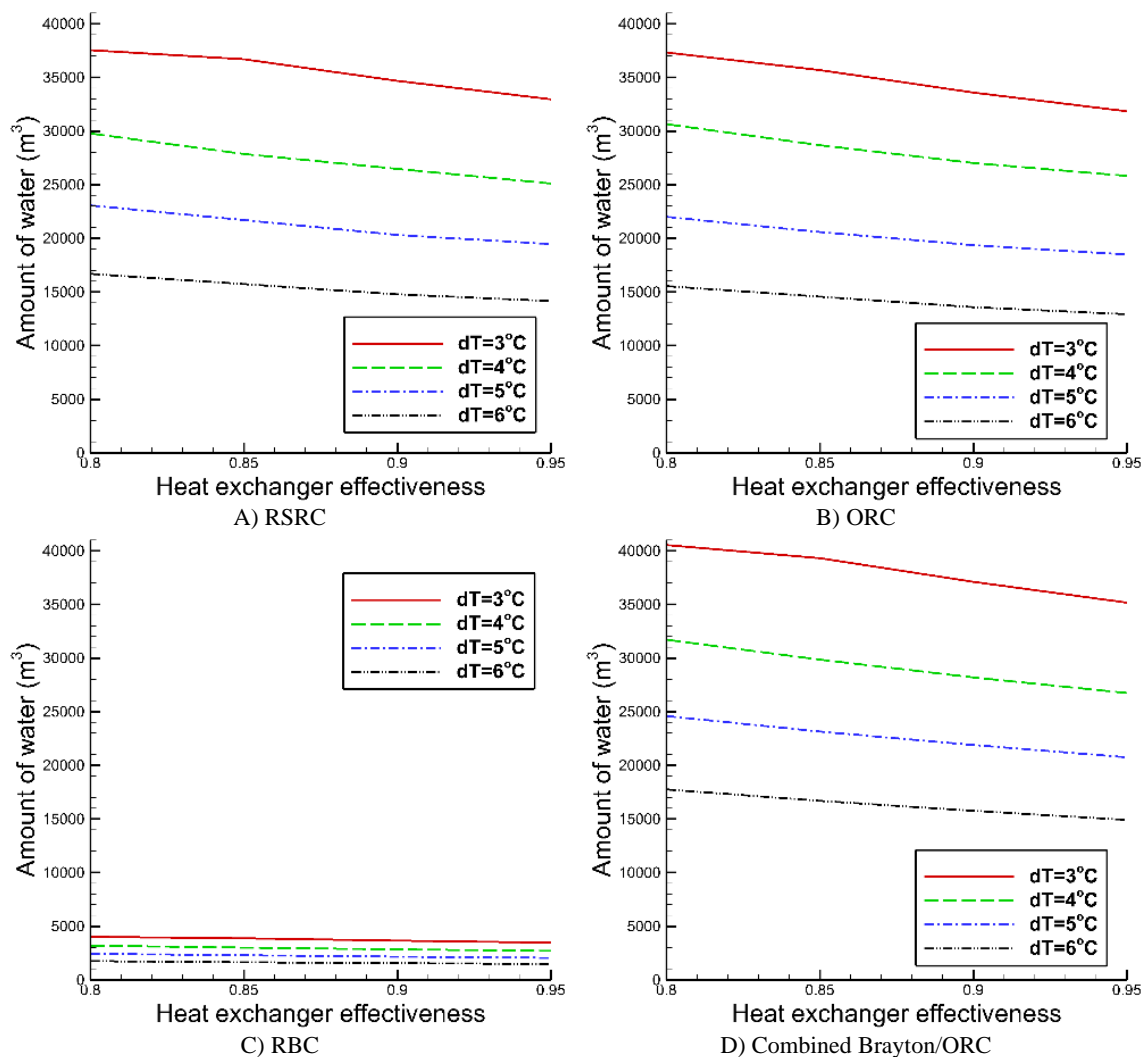 40000
35000
30000
25000
20000
15000
10000
5000
0
Amount of water (m³)
dT=3°C
dT=4°C
dT=5°C
dT=6°C
0.8 0.85 0.9 0.95
Heat exchanger effectiveness
A) RSRC
40000
35000
30000
25000
20000
15000
10000
5000
0
Amount of water (m³)
dT=3°C
dT=4°C
dT=5°C
dT=6°C
0.8 0.85 0.9 0.95
Heat exchanger effectiveness
B) ORC
40000
35000
30000
25000
20000
15000
10000
5000
0
Amount of water (m³)
dT=3°C
dT=4°C
dT=5°C
dT=6°C
0.8 0.85 0.9 0.95
Heat exchanger effectiveness
C) RBC
40000
35000
30000
25000
20000
15000
10000
5000
0
Amount of water (m³)
dT=3°C
dT=4°C
dT=5°C
dT=6°C
0.8 0.85 0.9 0.95
Heat exchanger effectiveness
D) Combined Brayton/ORC